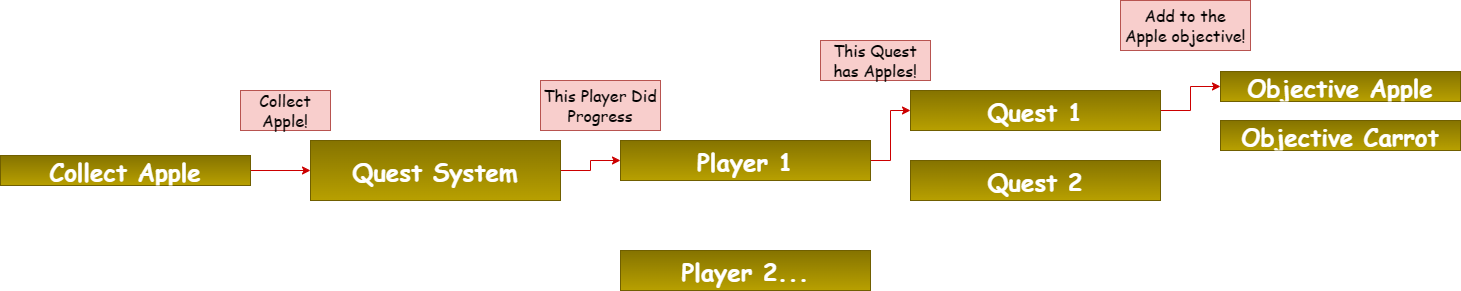 Collect Apple
Collect
Apple!
Quest System
This Player Did
Progress
Player 1
Player 2...
This Quest
has Apples!
Quest 1
Quest 2
Add to the
Apple objective!
Objective Apple
Objective Carrot